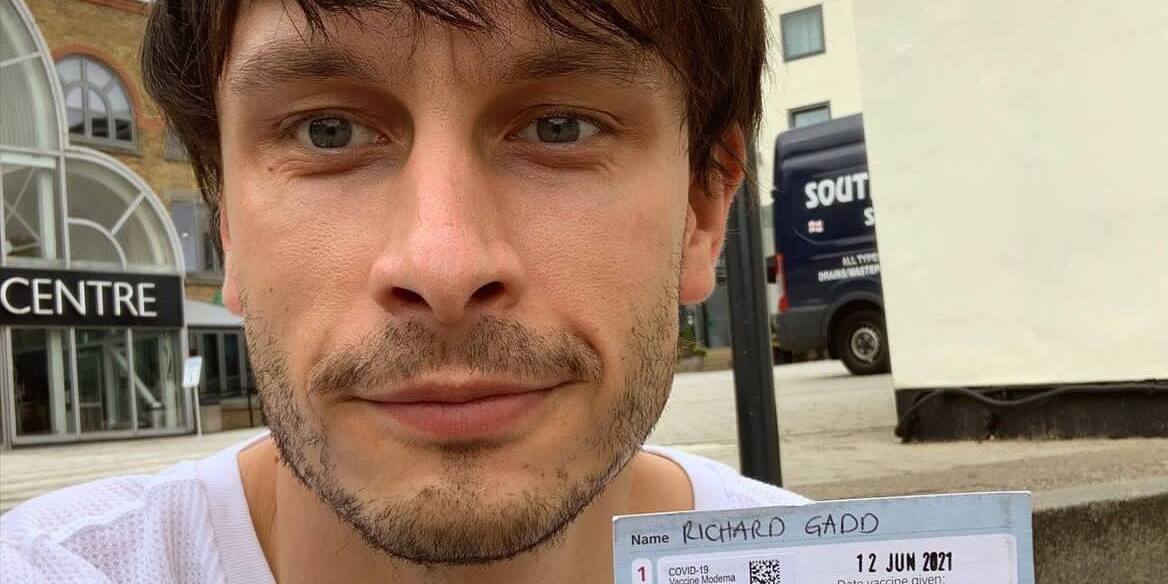 CENTRE
SOUT
S
ALL TYPE
DRAINS/WASTEP
Name RICHARD GADD
1 COVID-19
Vaccine Moderna
12 JUN 2021
Date vaccine given: